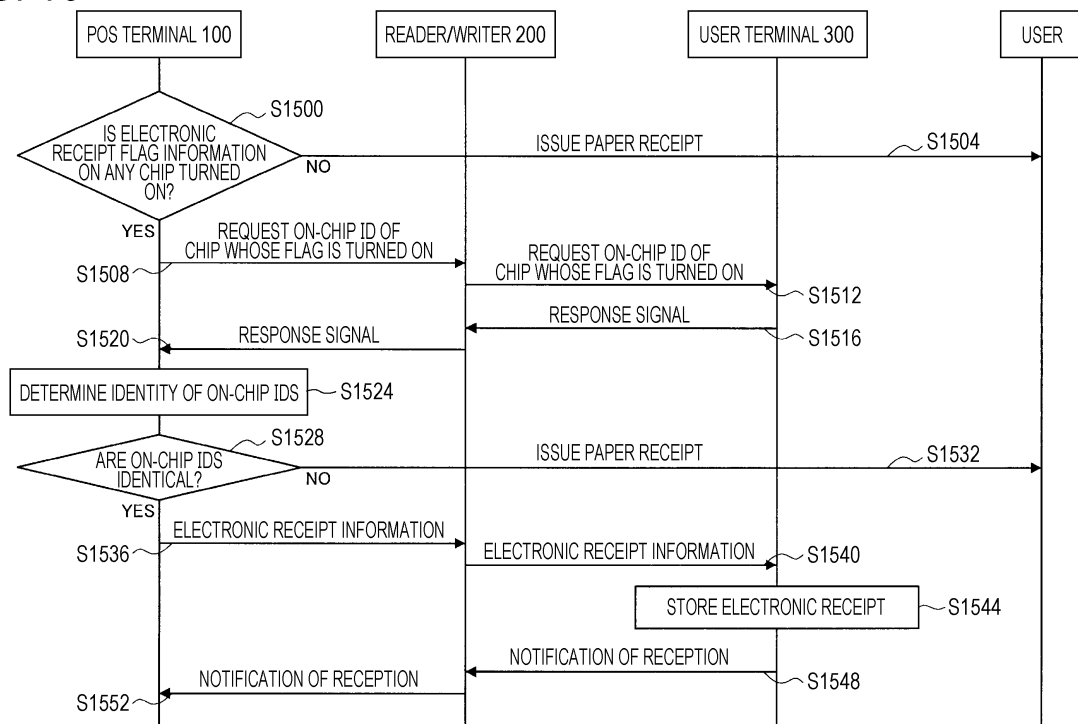 POS TERMINAL 100
READER/WRITER 200
USER TERMINAL 300
USER
S1500
IS ELECTRONIC
RECEIPT FLAG INFORMATION
ON ANY CHIP TURNED
ON?
NO
ISSUE PAPER RECEIPT
S1504
YES
REQUEST ON-CHIP ID OF
CHIP WHOSE FLAG IS TURNED ON
S1508
REQUEST ON-CHIP ID OF
CHIP WHOSE FLAG IS TURNED ON
S1512
RESPONSE SIGNAL
S1516
S1520
RESPONSE SIGNAL
DETERMINE IDENTITY OF ON-CHIP IDS
S1524
S1528
ARE ON-CHIP IDS
IDENTICAL?
NO
ISSUE PAPER RECEIPT
S1532
YES
ELECTRONIC RECEIPT INFORMATION
S1536
ELECTRONIC RECEIPT INFORMATION
S1540
STORE ELECTRONIC RECEIPT
S1544
NOTIFICATION OF RECEPTION
S1548
NOTIFICATION OF RECEPTION
S1552